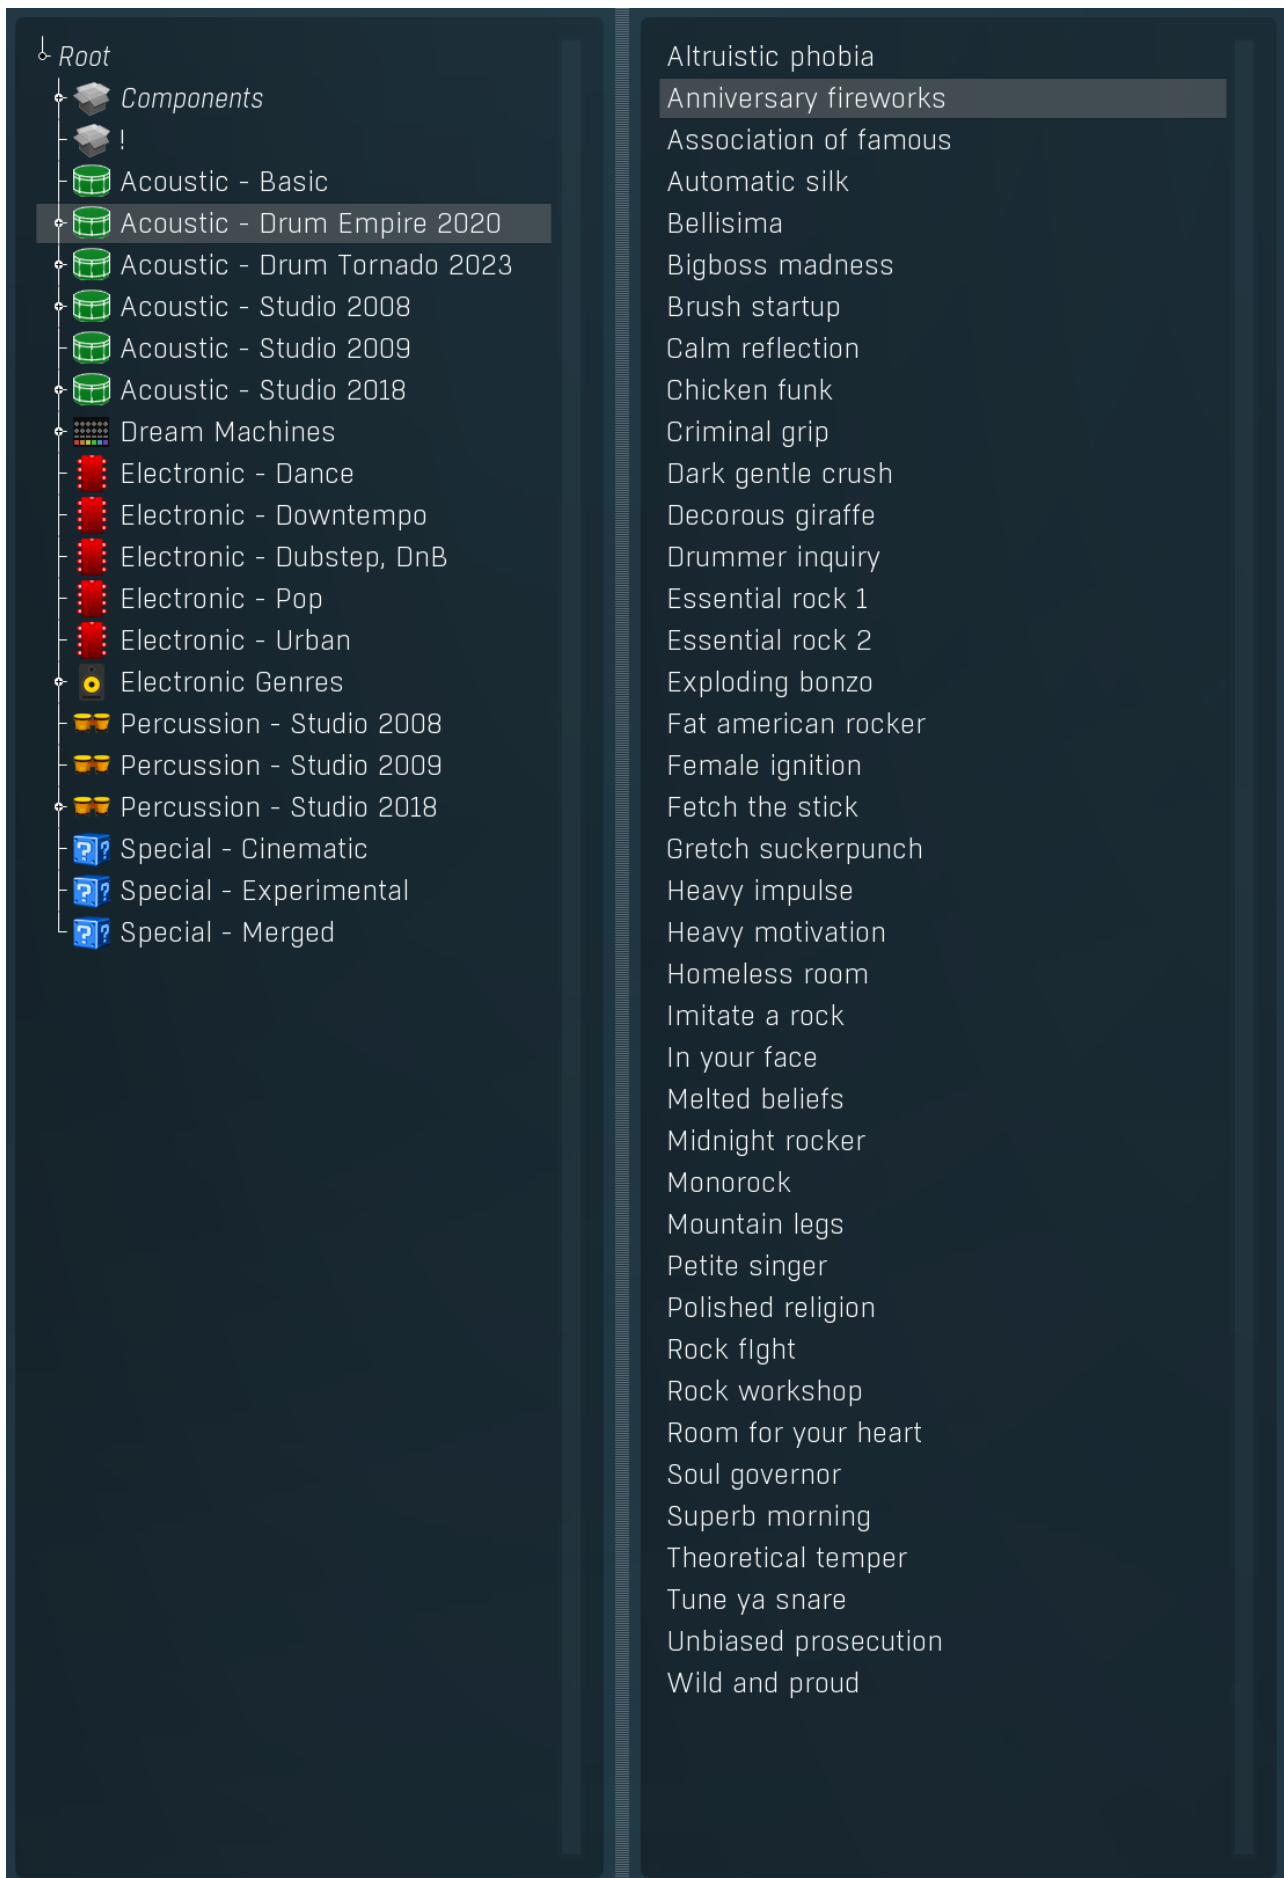 Root
Components
!
Acoustic - Basic
Acoustic - Drum Empire 2020
Acoustic - Drum Tornado 2023
Acoustic - Studio 2008
Acoustic - Studio 2009
Acoustic - Studio 2018
Dream Machines
Electronic - Dance
Electronic - Downtempo
Electronic - Dubstep, DnB
Electronic - Pop
Electronic - Urban
Electronic Genres
Percussion - Studio 2008
Percussion - Studio 2009
Percussion - Studio 2018
Special - Cinematic
Special - Experimental
Special - Merged
Altruistic phobia
Anniversary fireworks
Association of famous
Automatic silk
Bellisima
Bigboss madness
Brush startup
Calm reflection
Chicken funk
Criminal grip
Dark gentle crush
Decorous giraffe
Drummer inquiry
Essential rock 1
Essential rock 2
Exploding bonzo
Fat american rocker
Female ignition
Fetch the stick
Gretch suckerpunch
Heavy impulse
Heavy motivation
Homeless room
Imitate a rock
In your face
Melted beliefs
Midnight rocker
Monorock
Mountain legs
Petite singer
Polished religion
Rock fIght
Rock workshop
Room for your heart
Soul governor
Superb morning
Theoretical temper
Tune ya snare
Unbiased prosecution
Wild and proud